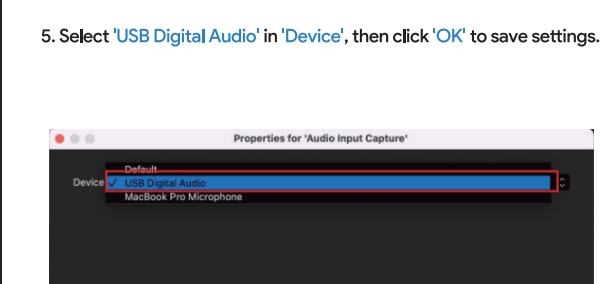 5. Select 'USB Digital Audio' in 'Device', then click 'OK' to save settings.
Properties for 'Audio Input Capture'
Default
Device ✓ USB Digital Audio
MacBook Pro Microphone